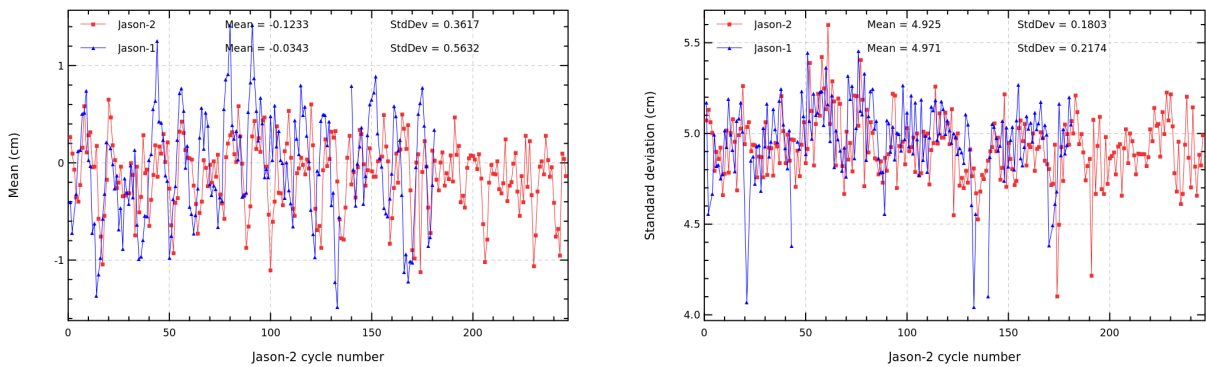 Jason-2 Mean = -0.1233 StdDev = 0.3617
Jason-1 Mean = -0.0343 StdDev = 0.5632
1
0
-1
Mean (cm)
0 50 100 150 200
Jason-2 cycle number
Jason-2 Mean = 4.925 StdDev = 0.1803
Jason-1 Mean = 4.971 StdDev = 0.2174
5.5
5.0
4.5
4.0
Standard deviation (cm)
0 50 100 150 200
Jason-2 cycle number